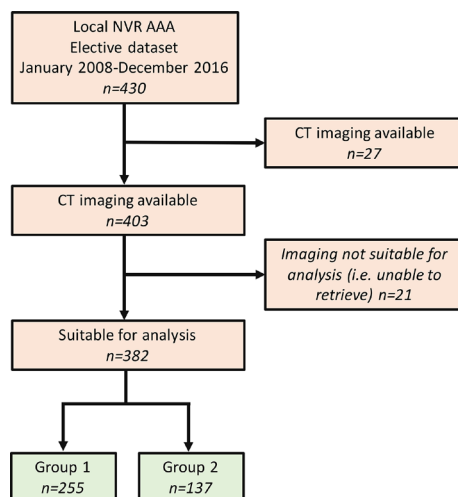 Local NVR AAA
Elective dataset
January 2008-December 2016
n=430
CT imaging available
n=27
CT imaging available
n=403
Imaging not suitable for
analysis (i.e. unable to
retrieve) n=21
Suitable for analysis
n=382
Group 1
n=255
Group 2
n=137